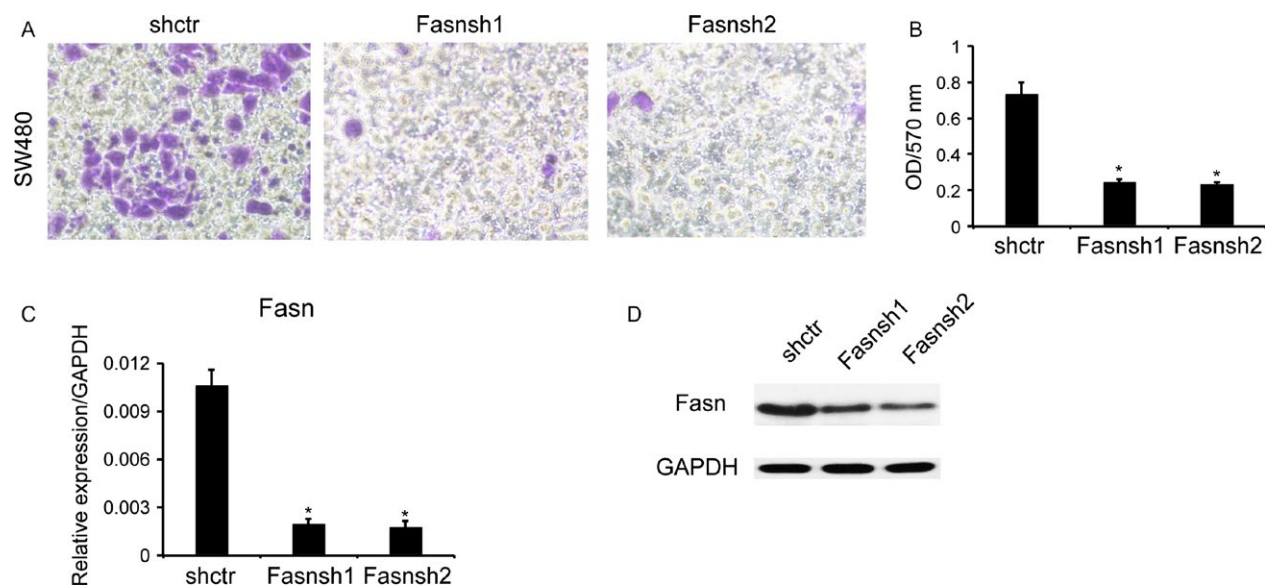 A
shctr
Fasnsh1
Fasnsh2
SW480
B
OD/570 nm
1
0.8
0.6
0.4
0.2
0
*
*
shctr
Fasnsh1
Fasnsh2
C
Fasn
Relative expression/GAPDH
0.012
0.009
0.006
0.003
0
*
*
shctr
Fasnsh1
Fasnsh2
D
shctr
Fasnsh1
Fasnsh2
Fasn
GAPDH